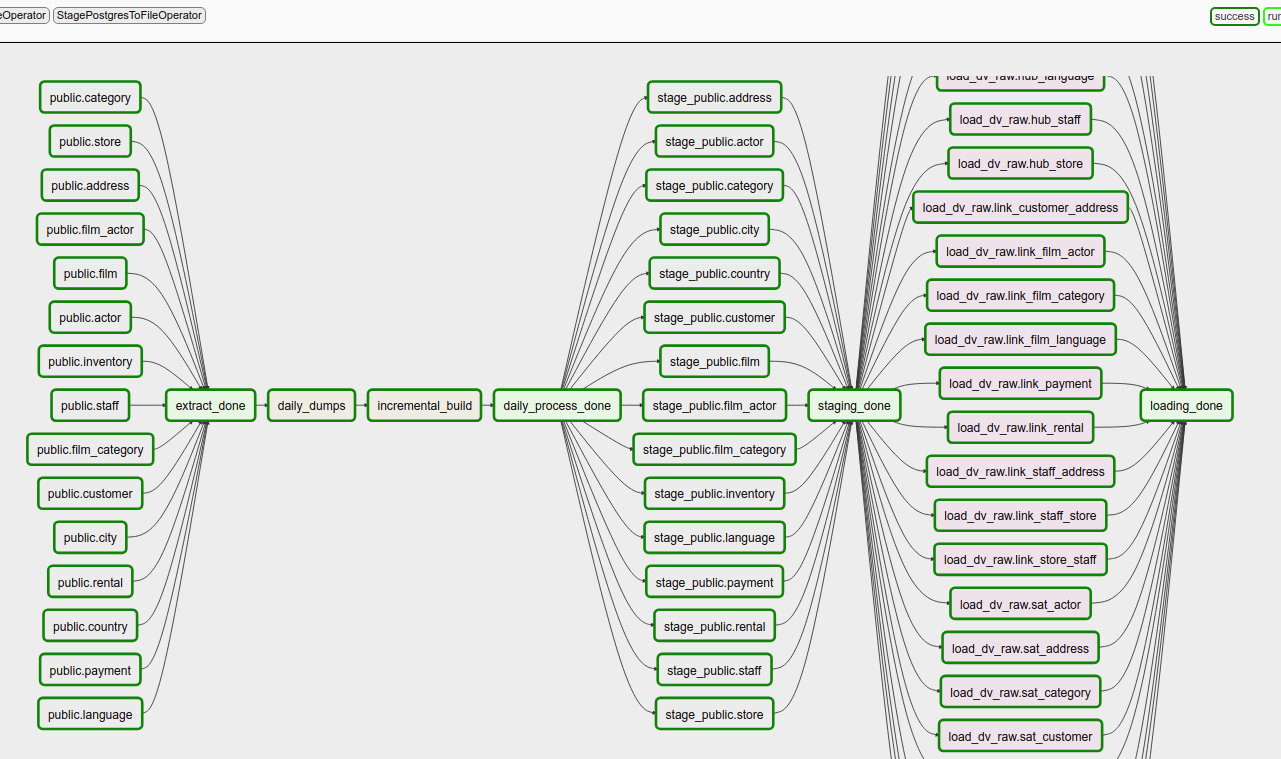 eOperator
StagePostgresToFileOperator
success
run
public.category
public.store
public.address
public.film_actor
public.film
public.actor
public.inventory
public.staff
public.film_category
public.customer
public.city
public.rental
public.country
public.payment
public.language
extract_done
daily_dumps
incremental_build
daily_process_done
stage_public.address
stage_public.actor
stage_public.category
stage_public.city
stage_public.country
stage_public.customer
stage_public.film
stage_public.film_actor
stage_public.film_category
stage_public.inventory
stage_public.language
stage_public.payment
stage_public.rental
stage_public.staff
stage_public.store
staging_done
load_dv_raw.hub_language
load_dv_raw.hub_staff
load_dv_raw.hub_store
load_dv_raw.link_customer_address
load_dv_raw.link_film_actor
load_dv_raw.link_film_category
load_dv_raw.link_film_language
load_dv_raw.link_payment
load_dv_raw.link_rental
load_dv_raw.link_staff_address
load_dv_raw.link_staff_store
load_dv_raw.link_store_staff
load_dv_raw.sat_actor
load_dv_raw.sat_address
load_dv_raw.sat_category
load_dv_raw.sat_customer
loading_done